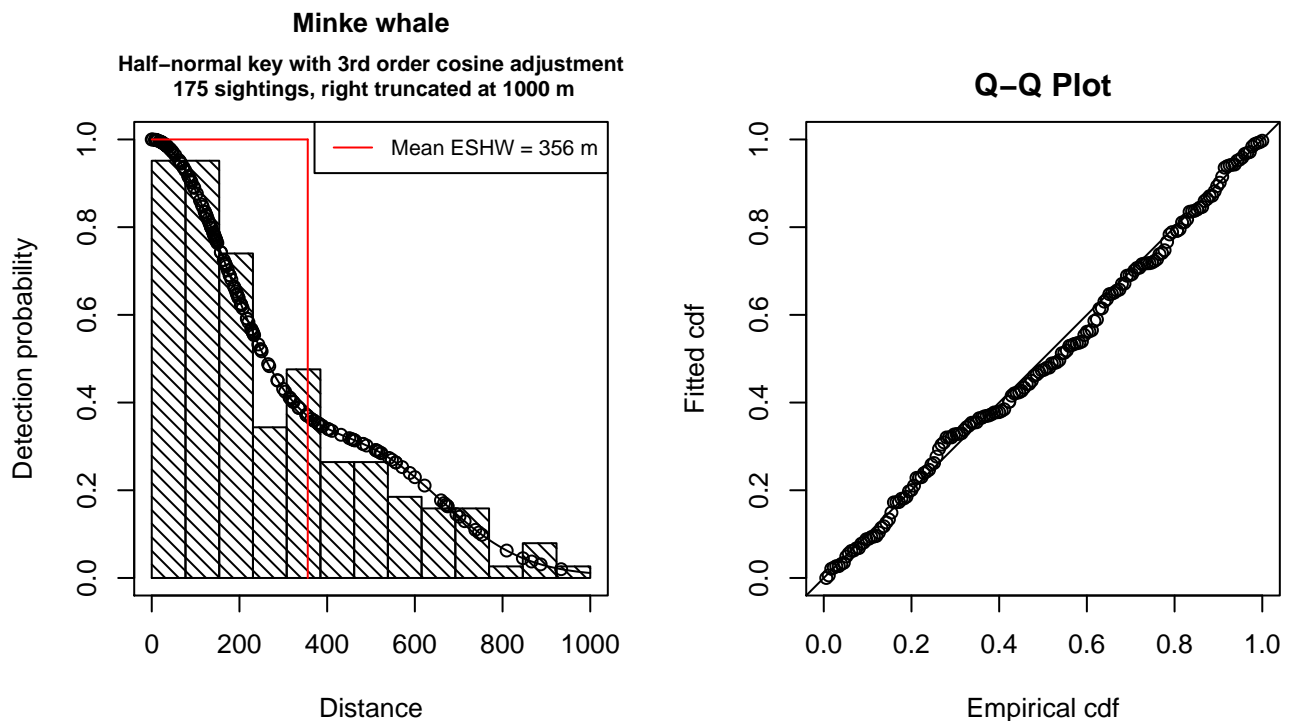 Minke whale
Half−normal key with 3rd order cosine adjustment
175 sightings, right truncated at 1000 m
Mean ESHW = 356 m
Detection probability
1.0
0.8
0.6
0.4
0.2
0.0
0 200 400 600 800 1000
Distance
Q−Q Plot
Fitted cdf
1.0
0.8
0.6
0.4
0.2
0.0
0.0 0.2 0.4 0.6 0.8 1.0
Empirical cdf